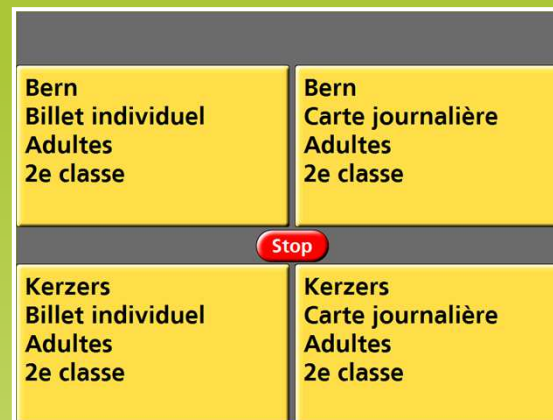 Bern
Billet individuel
Adultes
2e classe
Bern
Carte journalière
Adultes
2e classe
Stop
Kerzers
Billet individuel
Adultes
2e classe
Kerzers
Carte journalière
Adultes
2e classe